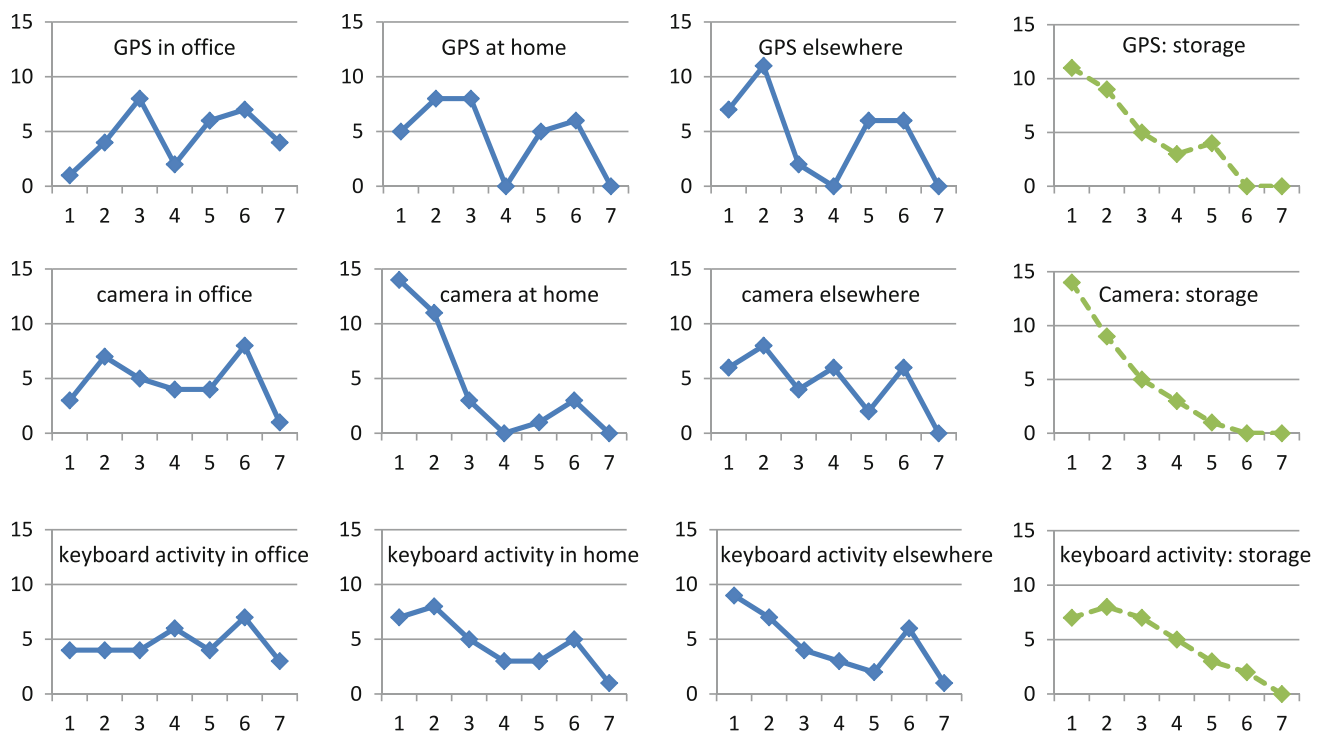 GPS in office
15
10
5
0
1 2 3 4 5 6 7
GPS at home
15
10
5
0
1 2 3 4 5 6 7
GPS elsewhere
15
10
5
0
1 2 3 4 5 6 7
GPS: storage
15
10
5
0
1 2 3 4 5 6 7
camera in office
15
10
5
0
1 2 3 4 5 6 7
camera at home
15
10
5
0
1 2 3 4 5 6 7
camera elsewhere
15
10
5
0
1 2 3 4 5 6 7
Camera: storage
15
10
5
0
1 2 3 4 5 6 7
keyboard activity in office
15
10
5
0
1 2 3 4 5 6 7
keyboard activity in home
15
10
5
0
1 2 3 4 5 6 7
keyboard activity elsewhere
15
10
5
0
1 2 3 4 5 6 7
keyboard activity: storage
15
10
5
0
1 2 3 4 5 6 7